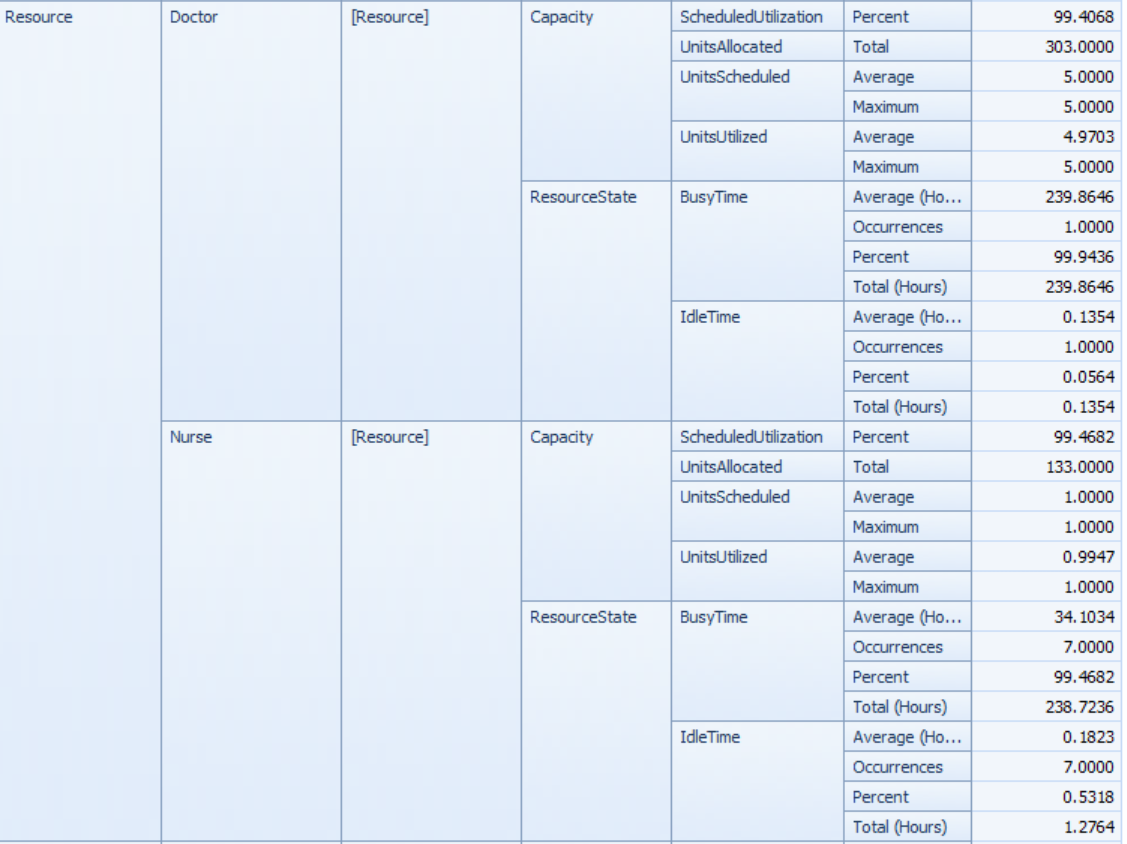 Resource Doctor [Resource] Capacity ScheduledUtilization Percent 99.4068
UnitsAllocated Total 303.0000
UnitsScheduled Average 5.0000
Maximum 5.0000
UnitsUtilized Average 4.9703
Maximum 5.0000
ResourceState BusyTime Average (Ho... 239.8646
Occurrences 1.0000
Percent 99.9436
Total (Hours) 239.8646
IdleTime Average (Ho... 0.1354
Occurrences 1.0000
Percent 0.0564
Total (Hours) 0.1354
Nurse [Resource] Capacity ScheduledUtilization Percent 99.4682
UnitsAllocated Total 133.0000
UnitsScheduled Average 1.0000
Maximum 1.0000
UnitsUtilized Average 0.9947
Maximum 1.0000
ResourceState BusyTime Average (Ho... 34.1034
Occurrences 7.0000
Percent 99.4682
Total (Hours) 238.7236
IdleTime Average (Ho... 0.1823
Occurrences 7.0000
Percent 0.5318
Total (Hours) 1.2764